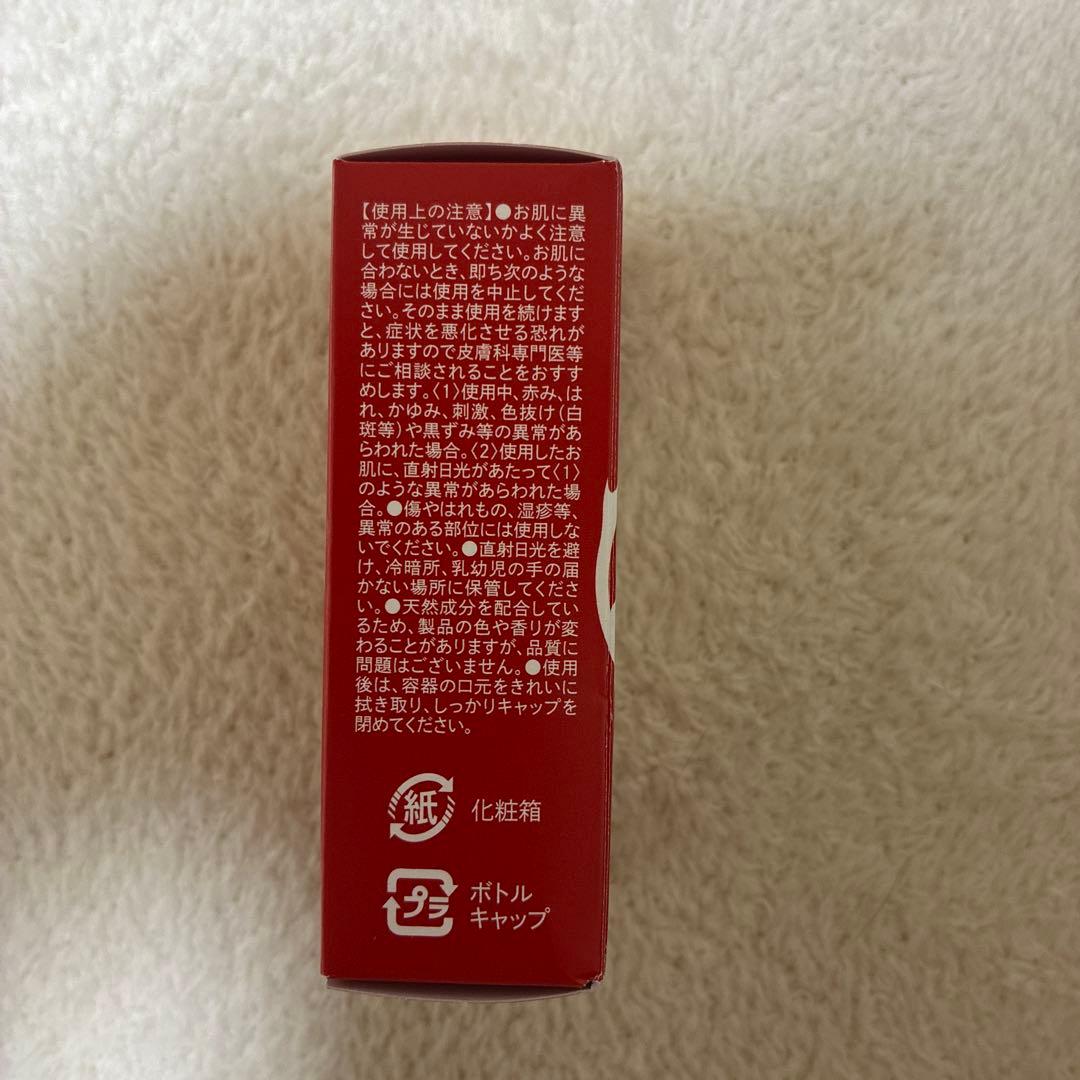 【使用上の注意】●お肌に異
常が生じていないかよく注意
して使用してください。お肌に
合わないとき、即ち次のような
場合には使用を中止してくだ
さい。そのまま使用を続けます
と、症状を悪化させる恐れが
ありますので皮膚科専門医等
にご相談されることをおすす
めします。〈1〉使用中、赤み、は
れ、かゆみ、刺激、色抜け（白
斑等）や黒ずみ等の異常があ
らわれた場合。〈2〉使用したお
肌に、直射日光があたって〈1〉
のような異常があらわれた場
合。●傷やはれもの、湿疹等、
異常のある部位には使用しな
いでください。●直射日光を避
け、冷暗所、乳幼児の手の届
かない場所に保管してくださ
い。●天然成分を配合してい
るため、製品の色や香りが変
わることがありますが、品質に
問題はございません。●使用
後は、容器の口元をきれいに
拭き取り、しっかりキャップを
閉めてください。
紙 化粧箱
プラ ボトル
キャップ